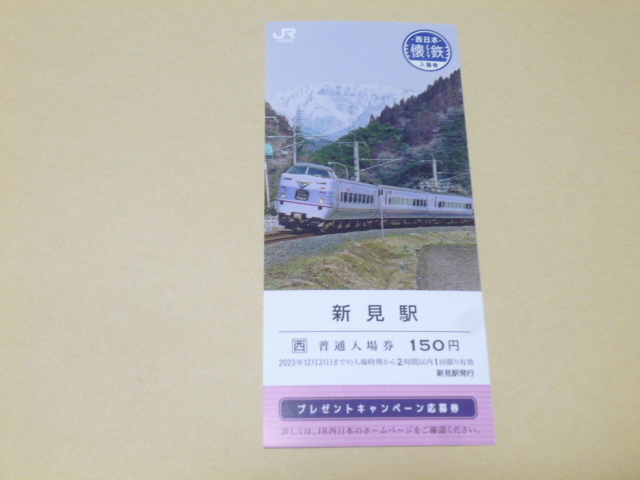 JR
西日本
懐鉄
入場券
新見駅
西 普通入場券 150円
2023年12月31日までの入場時刻から2時間以内1回限り有効
新見駅発行
プレゼントキャンペーン応募券
詳しくは、JR西日本のホームページをご確認ください。